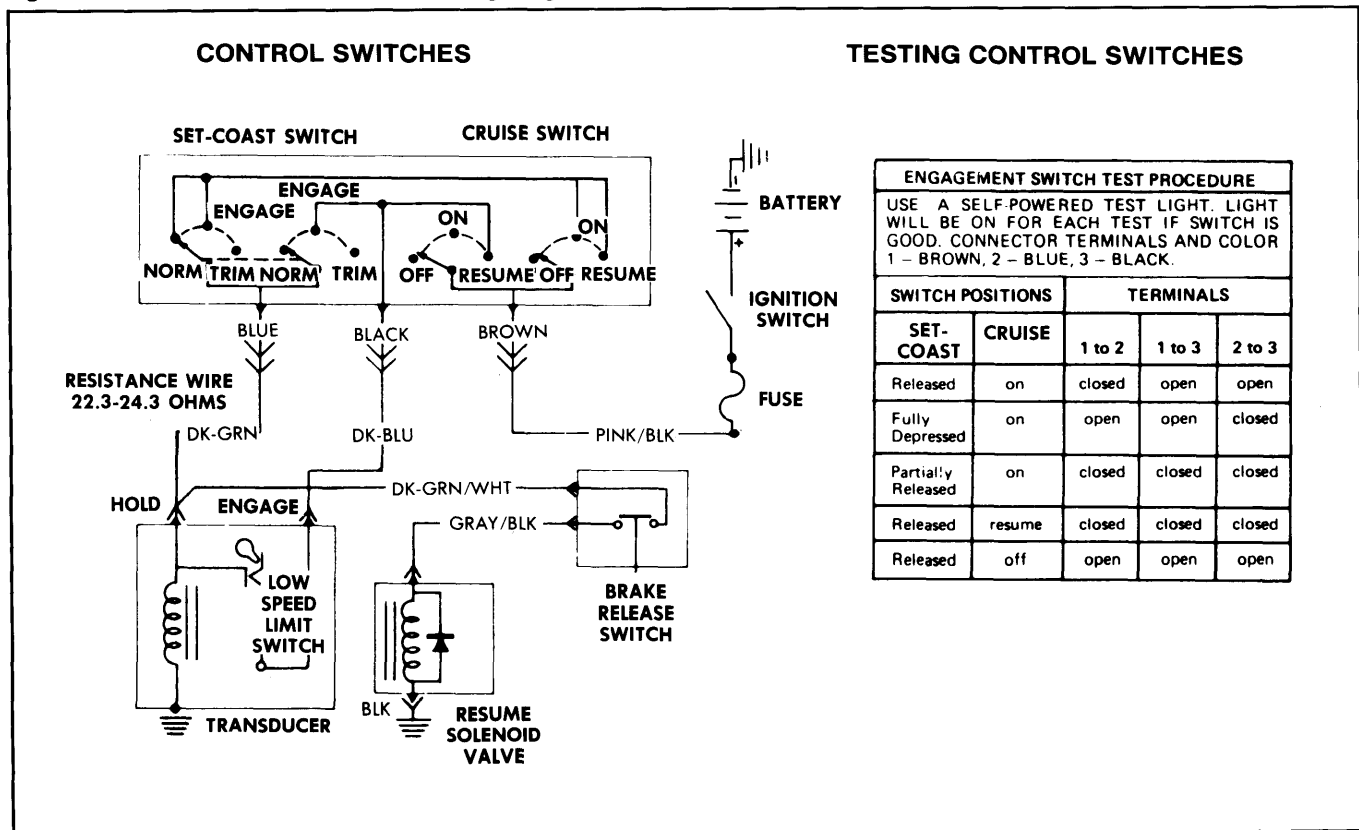 CONTROL SWITCHES
TESTING CONTROL SWITCHES
SET-COAST SWITCH
CRUISE SWITCH
ENGAGE
ENGAGE
ON
ON
NORM
TRIM
NORM
TRIM
OFF
RESUME
OFF
RESUME
BLUE
BLACK
BROWN
BATTERY
+
IGNITION
SWITCH
FUSE
RESISTANCE WIRE
22.3-24.3 OHMS
DK-GRN
DK-BLU
PINK/BLK
HOLD
ENGAGE
DK-GRN/WHT
GRAY/BLK
LOW
SPEED
LIMIT
SWITCH
BRAKE
RELEASE
SWITCH
TRANSDUCER
BLK
RESUME
SOLENOID
VALVE
ENGAGEMENT SWITCH TEST PROCEDURE
USE A SELF-POWERED TEST LIGHT. LIGHT
WILL BE ON FOR EACH TEST IF SWITCH IS
GOOD. CONNECTOR TERMINALS AND COLOR
1 – BROWN, 2 – BLUE, 3 – BLACK.
SWITCH POSITIONS TERMINALS
SET-
COAST CRUISE 1 to 2 1 to 3 2 to 3
Released on closed open open
Fully
Depressed on open open closed
Partially
Released on closed closed closed
Released resume closed closed closed
Released off open open open